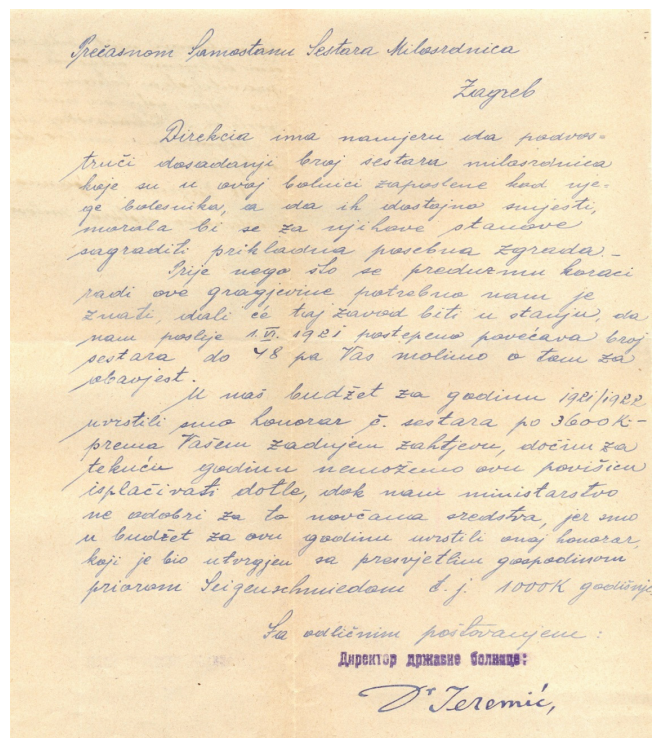 Prečasnom Samostanu Sestara Milosrdnica
Zagreb
Direkcia ima namjeru da podvos=
truči dosadanji broj sestara milosrdnica
koje su u ovoj bolnici zaposlene kod nje=
ge bolesnika, a da ih dostojno smjesti,
morala bi se za njihove stanove
sagraditi prikladna posebna zgrada. –
Prije nego što se preduzmu koraci
radi ove gragjevine potrebno nam je
znati, dali će taj zavod biti u stanju, da
nam poslije 1.VI. 1921 postepeno povećava broj
sestara do 48 pa Vas molimo o tom za
obavjest.
U naš budžet za godinu 1921/1922
uvrstili smo honorar č. sestara po 3600K–
prema Vašem zadnjem zahtjevu, dočim za
tekuću godinu nemožemo ovu povišicu
isplačivati dotle, dok nam ministarstvo
ne odobri za to novčana sredstva, jer smo
u budžet za ovu godinu uvrstili onaj honorar,
koji je bio utvrgjen sa presvjetlim gospodinom
priorom Seigerschmiedom t. j. 1000K godišnje.
Sa odličnim poštovanjem:
Директор државне болнице:
Dr Jeremić,